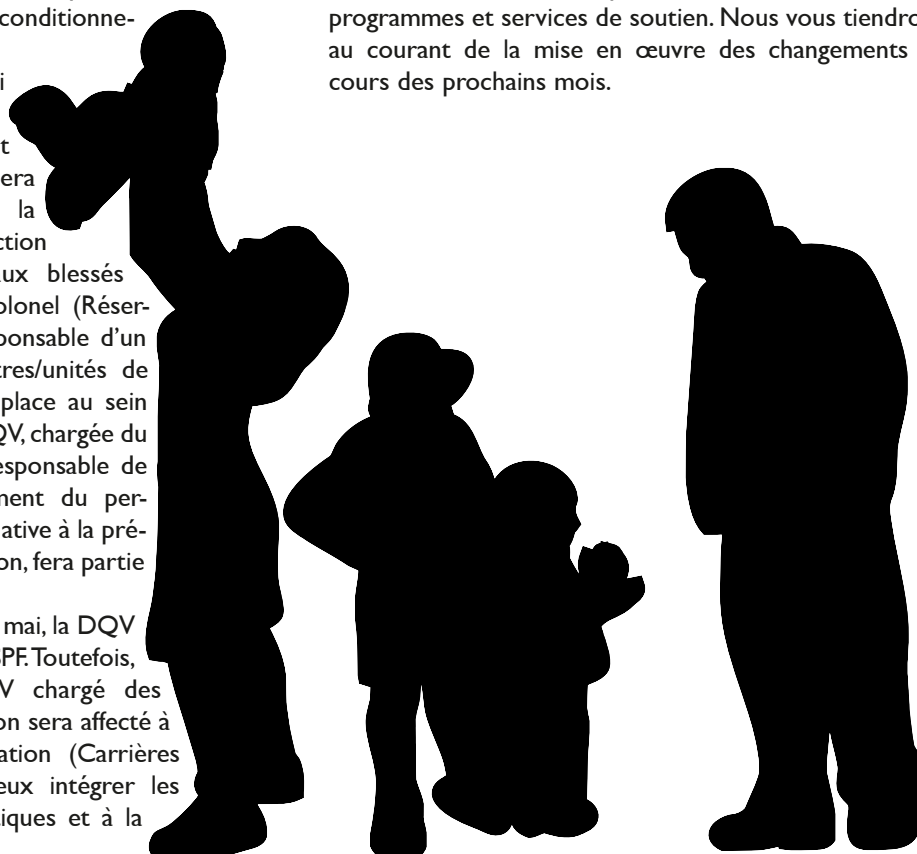 conditionne-
i
t
era
la
ction
aux blessés
olonel (Réser-
ponsable d'un
tres/unités de
place au sein
QV, chargée du
esponsable de
ment du per-
ative à la pré-
on, fera partie
mai, la DQV
SPF. Toutefois,
V chargé des
on sera affecté à
ation (Carrières
eux intégrer les
tiques et à la
programmes et services de soutien. Nous vous tiendro
au courant de la mise en œuvre des changements
cours des prochains mois.